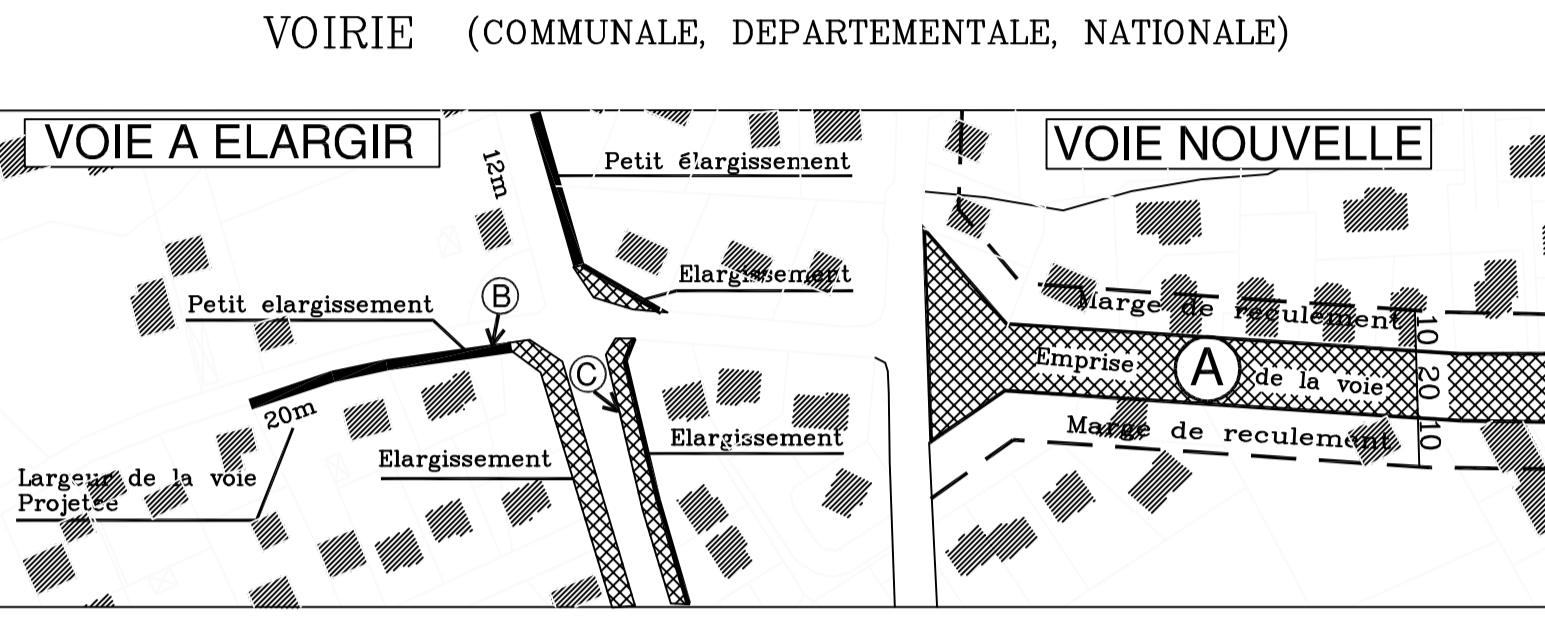 VOIRIE (COMMUNALE, DEPARTEMENTALE, NATIONALE)
VOIE A ELARGIR
12m
Petit élargissement
Elargissement
Petit elargissement
B
C
20m
Elargissement
Elargissement
Largeur de la voie
Projetée
VOIE NOUVELLE
Marge de reculement
10
Emprise A de la voie
20
Marge de reculement
10